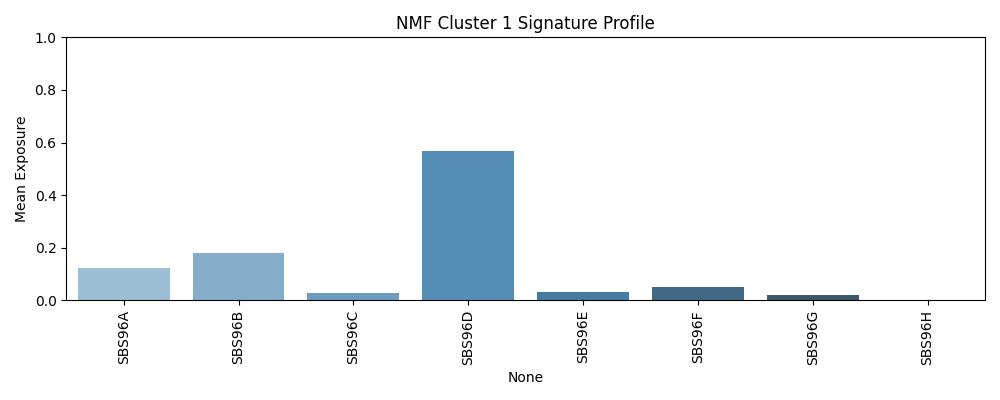 NMF Cluster 1 Signature Profile
Mean Exposure
1.0
0.8
0.6
0.4
0.2
0.0
SBS96A
SBS96B
SBS96C
SBS96D
SBS96E
SBS96F
SBS96G
SBS96H
None